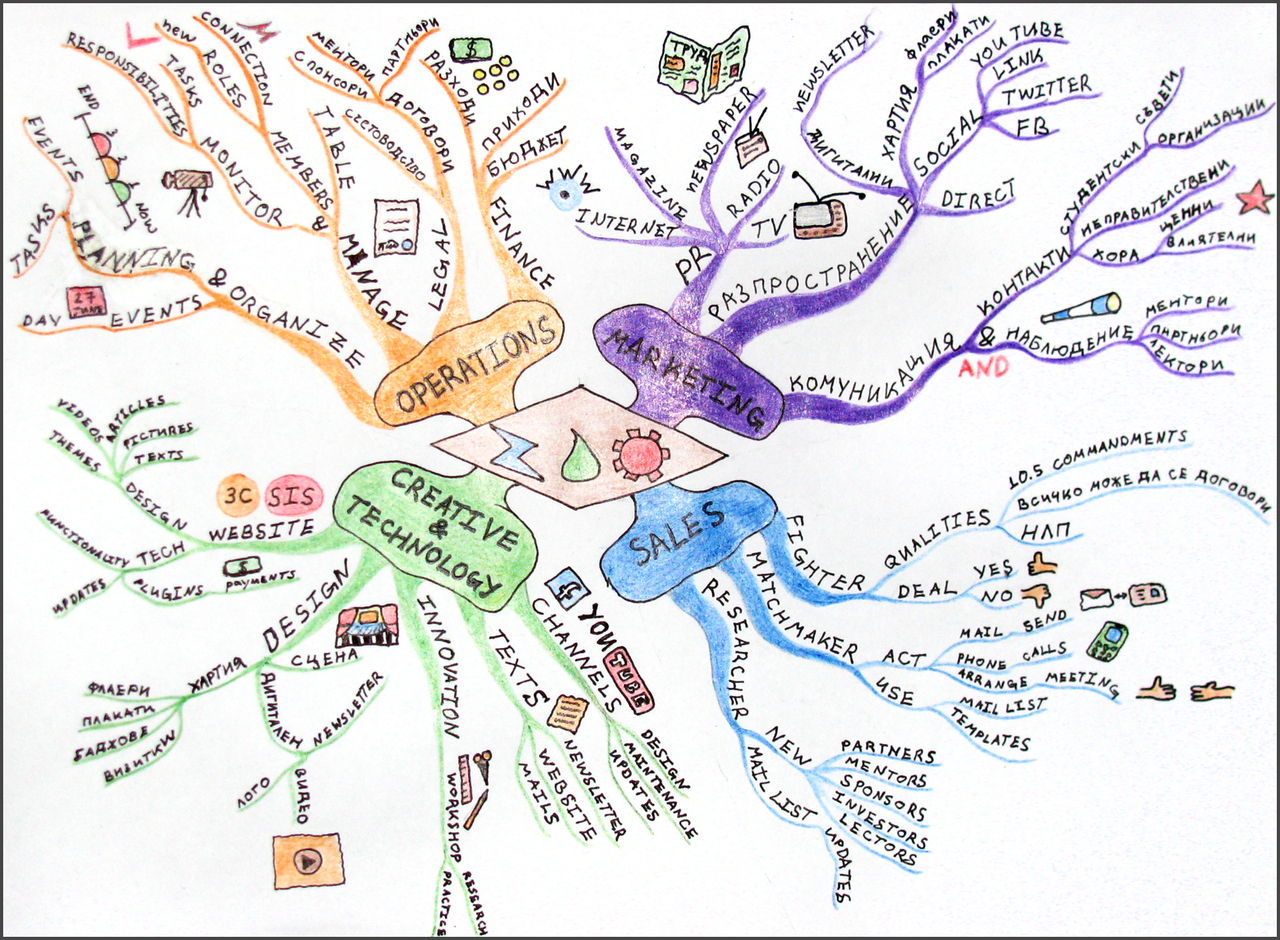 OPERATIONS
PLANNING
& ORGANIZE
EVENTS
TASKS
END
NOW
27
DAY
EVENTS
MONITOR
RESPONSIBILITIES
TASKS
& MANAGE
TABLE
MEMBERS
ROLES
new
CONNECTION
LEGAL
СЧЕТОВОДСТВО
ДОГОВОРИ
МЕНТОРИ
СПОНСОРИ
ПАРТНЬОРИ
FINANCE
РАЗХОДИ
$
ПРИХОДИ
БЮДЖЕТ
MARKETING
PR
INTERNET
MAGAZINE
NEWSPAPER
ТРУД
RADIO
TV
РАЗПРОСТРАНЕНИЕ
ДИГИТАЛНИ
NEWSLETTER
ХАРТИЯ
ФЛАЕРИ
ПЛАКАТИ
SOCIAL
YOU TUBE
LINK
TWITTER
FB
DIRECT
КОМУНИКАЦИЯ &
AND
КОНТАКТИ
СТУДЕНТСКИ
СЪВЕТИ
ОРГАНИЗАЦИИ
НЕПРАВИТЕЛСТВЕНИ
ХОРА
ЦЕННИ
ВЛИЯТЕЛНИ
НАБЛЮДЕНИЕ
МЕНТОРИ
ПАРТНЬОРИ
ЛЕКТОРИ
CREATIVE
&
TECHNOLOGY
WEBSITE
3C
SIS
DESIGN
THEMES
VIDEOS
ARTICLES
PICTURES
TEXTS
TECH
FUNCTIONALITY
UPDATES
PLUGINS
payments
DESIGN
СЦЕНА
ХАРТИЯ
ФЛАЕРИ
ПЛАКАТИ
БАДХОВЕ
ВИЗИТКИ
ДИГИТАЛЕН
NEWSLETTER
ЛОГО
ВИДЕО
INNOVATION
WORKSHOP
PRACTICE
RESEARCH
TEXTS
MAILS
WEBSITE
NEWSLETTER
CHANNELS
f
YOU
TUBE
DESIGN
MAINTENANCE
UPDATES
SALES
FIGHTER
QUALITIES
10.5 COMMANDMENTS
ВСИЧКО МОЖЕ ДА СЕ ДОГОВОРИ
НЛП
DEAL
YES
NO
MATCHMAKER
ACT
MAIL SEND
PHONE CALLS
ARRANGE MEETING
USE
MAIL LIST
TEMPLATES
RESEARCHER
NEW
PARTNERS
MENTORS
SPONSORS
INVESTORS
LECTORS
MAIL LIST
UPDATES